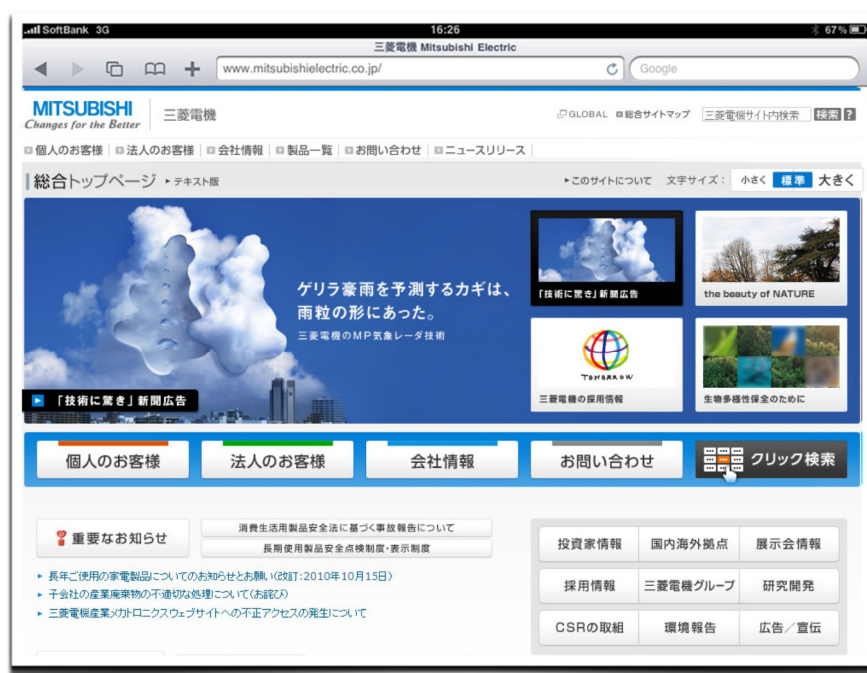 SoftBank 3G 16:26 67%
三菱電機 Mitsubishi Electric
www.mitsubishielectric.co.jp/ Google
MITSUBISHI
Changes for the Better
三菱電機
GLOBAL 総合サイトマップ 三菱電機サイト内検索 検索 ?
個人のお客様 法人のお客様 会社情報 製品一覧 お問い合わせ ニュースリリース
総合トップページ テキスト版 このサイトについて 文字サイズ： 小さく 標準 大きく
ゲリラ豪雨を予測するカギは、
雨粒の形にあった。
三菱電機のMP気象レーダ技術
「技術に驚き」新聞広告
「技術に驚き」新聞広告
the beauty of NATURE
TOMORROW
三菱電機の採用情報
生物多様性保全のために
個人のお客様 法人のお客様 会社情報 お問い合わせ クリック検索
重要なお知らせ
消費生活用製品安全法に基づく事故報告について
長期使用製品安全点検制度・表示制度
長年ご使用の家電製品についてのお知らせとお願い(改訂：2010年10月15日)
子会社の産業廃棄物の不適切な処理について(お詫び)
三菱電機産業メカトロニクスウェブサイトへの不正アクセスの発生について
投資家情報 国内海外拠点 展示会情報
採用情報 三菱電機グループ 研究開発
CSRの取組 環境報告 広告／宣伝